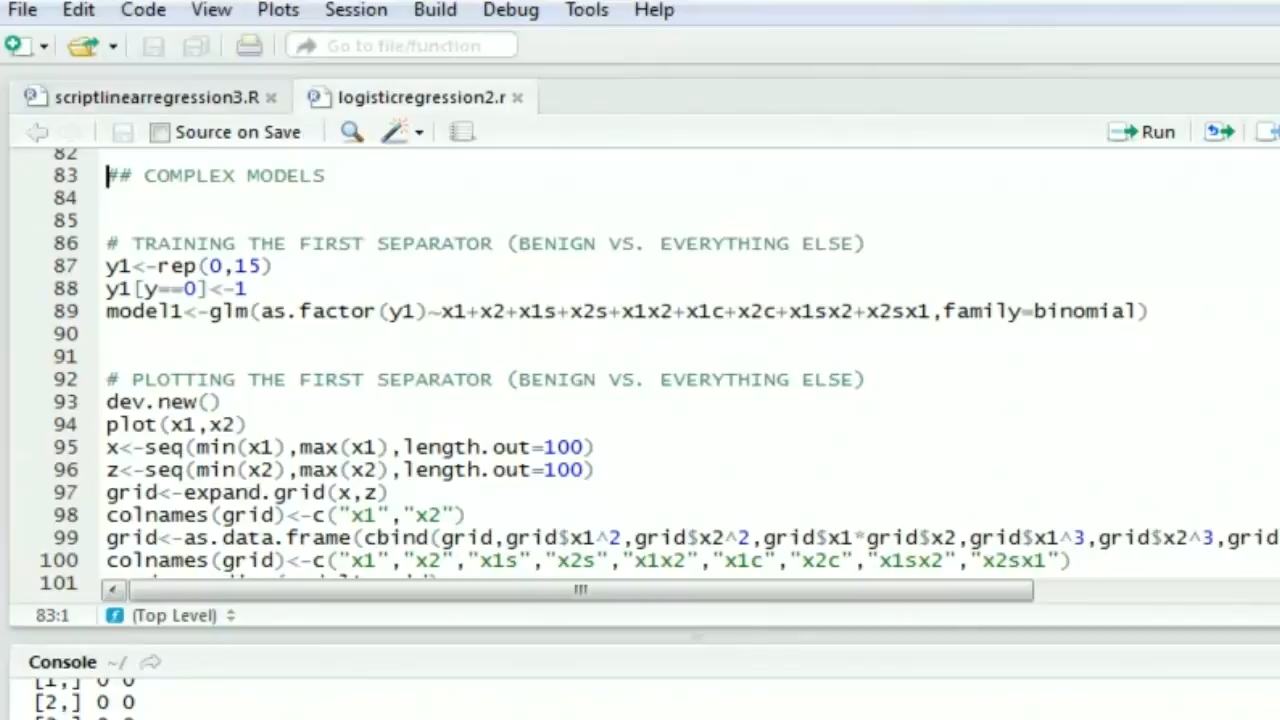 File Edit Code View Plots Session Build Debug Tools Help
Go to file/function
scriptlinearregression3.R logisticregression2.r
Source on Save Run
82
83 ## COMPLEX MODELS
84
85
86 # TRAINING THE FIRST SEPARATOR (BENIGN VS. EVERYTHING ELSE)
87 y1<-rep(0,15)
88 y1[y==0]<-1
89 model1<-glm(as.factor(y1)~x1+x2+x1s+x2s+x1x2+x1c+x2c+x1sx2+x2sx1,family=binomial)
90
91
92 # PLOTTING THE FIRST SEPARATOR (BENIGN VS. EVERYTHING ELSE)
93 dev.new()
94 plot(x1,x2)
95 x<-seq(min(x1),max(x1),length.out=100)
96 z<-seq(min(x2),max(x2),length.out=100)
97 grid<-expand.grid(x,z)
98 colnames(grid)<-c("x1","x2")
99 grid<-as.data.frame(cbind(grid,grid$x1^2,grid$x2^2,grid$x1*grid$x2,grid$x1^3,grid$x2^3,grid
100 colnames(grid)<-c("x1","x2","x1s","x2s","x1x2","x1c","x2c","x1sx2","x2sx1")
101
83:1 (Top Level)
Console ~/
[1,] 0 0
[2,] 0 0